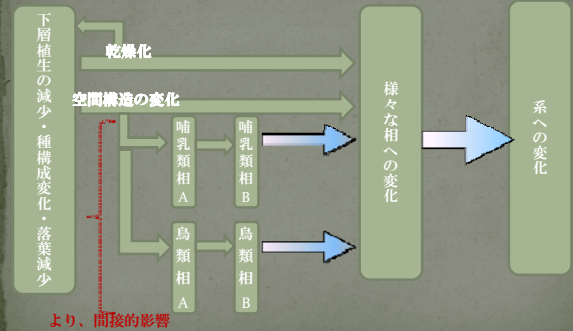 下層植生の減少・種構成変化・落葉減少
乾燥化
空間構造の変化
哺乳類相A
哺乳類相B
鳥類相A
鳥類相B
様々な相への変化
系への変化
より、間接的影響